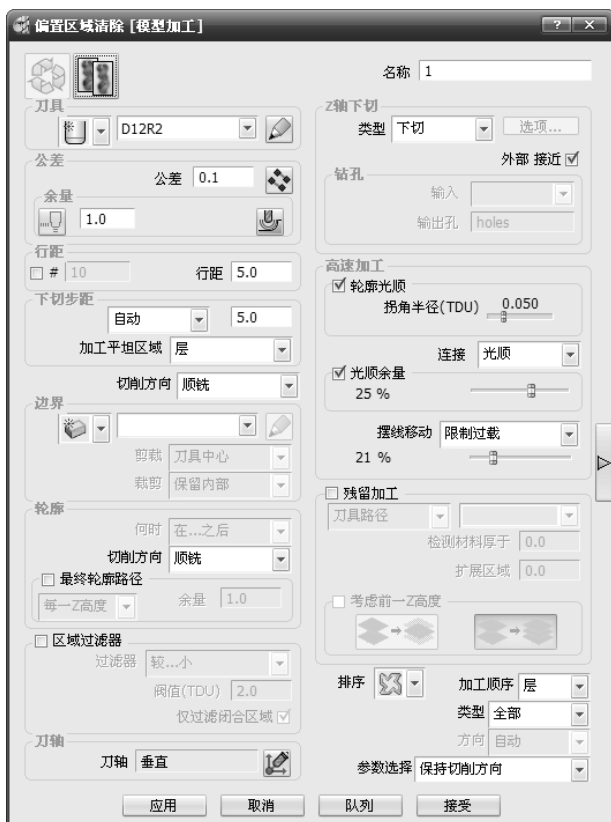 偏置区域清除 [模型加工]
名称 1
刀具
D12R2
公差
公差 0.1
余量
1.0
行距
# 10 行距 5.0
下切步距
自动 5.0
加工平坦区域 层
切削方向 顺铣
边界
剪裁 刀具中心
裁剪 保留内部
轮廓
何时 在...之后
切削方向 顺铣
最终轮廓路径
每一Z高度 余量 1.0
区域过滤器
过滤器 较...小
阀值(TDU) 2.0
仅过滤闭合区域
刀轴
刀轴 垂直
Z轴下切
类型 下切 选项...
外部 接近
钻孔
输入
输出孔 holes
高速加工
轮廓光顺
拐角半径(TDU) 0.050
连接 光顺
光顺余量
25 %
摆线移动 限制过载
21 %
残留加工
刀具路径
检测材料厚于 0.0
扩展区域 0.0
考虑前一Z高度
排序 加工顺序 层
类型 全部
方向 自动
参数选择 保持切削方向
应用 取消 队列 接受